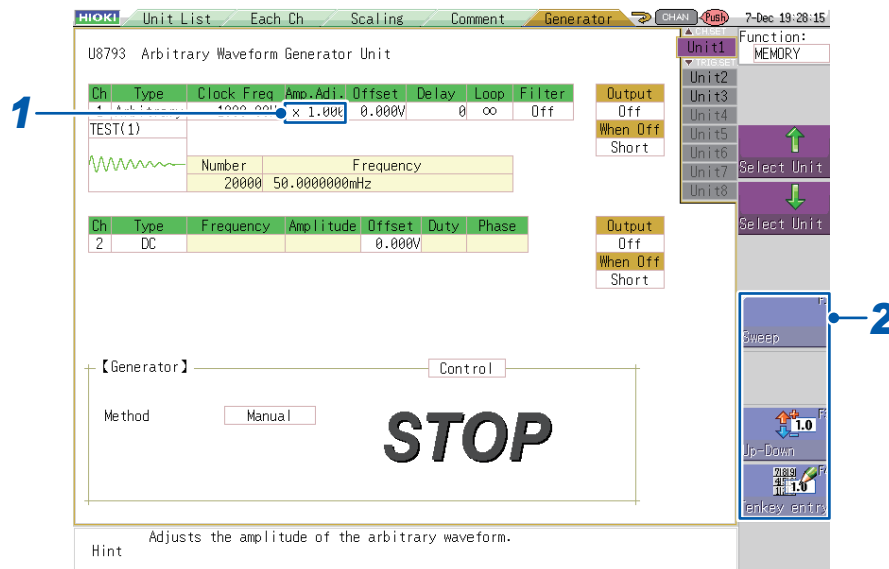 HIOKI Unit List Each Ch Scaling Comment Generator CHAN Push 7-Dec 19:28:15
U8793 Arbitrary Waveform Generator Unit
Ch Type Clock Freq Amp.Adj. Offset Delay Loop Filter
1 Arbitrary 1000.00H x 1.000 0.000V 0 ∞ Off
TEST(1)
Number Frequency
20000 50.0000000mHz
Output
Off
When Off
Short
Ch Type Frequency Amplitude Offset Duty Phase
2 DC 0.000V
Output
Off
When Off
Short
【Generator】
Control
Method Manual
STOP
Hint Adjusts the amplitude of the arbitrary waveform.
▲ CH.SET
Unit1
▼ TRIG.SET
Unit2
Unit3
Unit4
Unit5
Unit6
Unit7
Unit8
Function:
MEMORY
Select Unit
Select Unit
Sweep
1.0
Up-Down
1.0
Tenkey entry
1
2